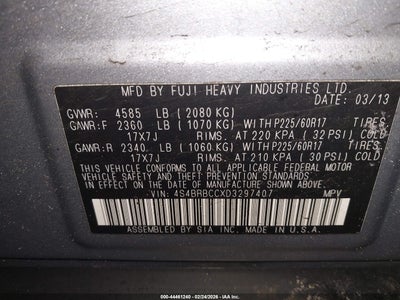 MFD BY FUJI HEAVY INDUSTRIES LTD.
DATE: 03/13
GVWR: 4585 LB (2080 KG)
GAWR:F 2360 LB (1070 KG) WITH P225/60R17 TIRES,
17X7J RIMS, AT 220 KPA (32 PSI) COLD
GAWR:R 2340 LB (1060 KG) WITH P225/60R17 TIRES,
17X7J RIMS, AT 210 KPA (30 PSI) COLD
THIS VEHICLE CONFORMS TO ALL APPLICABLE FEDERAL MOTOR
VEHICLE SAFETY AND THEFT PREVENTION STANDARDS IN EFFECT
ON THE DATE OF MANUFACTURE SHOWN ABOVE.
VIN: 4S4BRBCCXD3297407 MPV
ASSEMBLED BY SIA INC. IN U.S.A.
000-44461240 - 02/24/2026 - IAAI